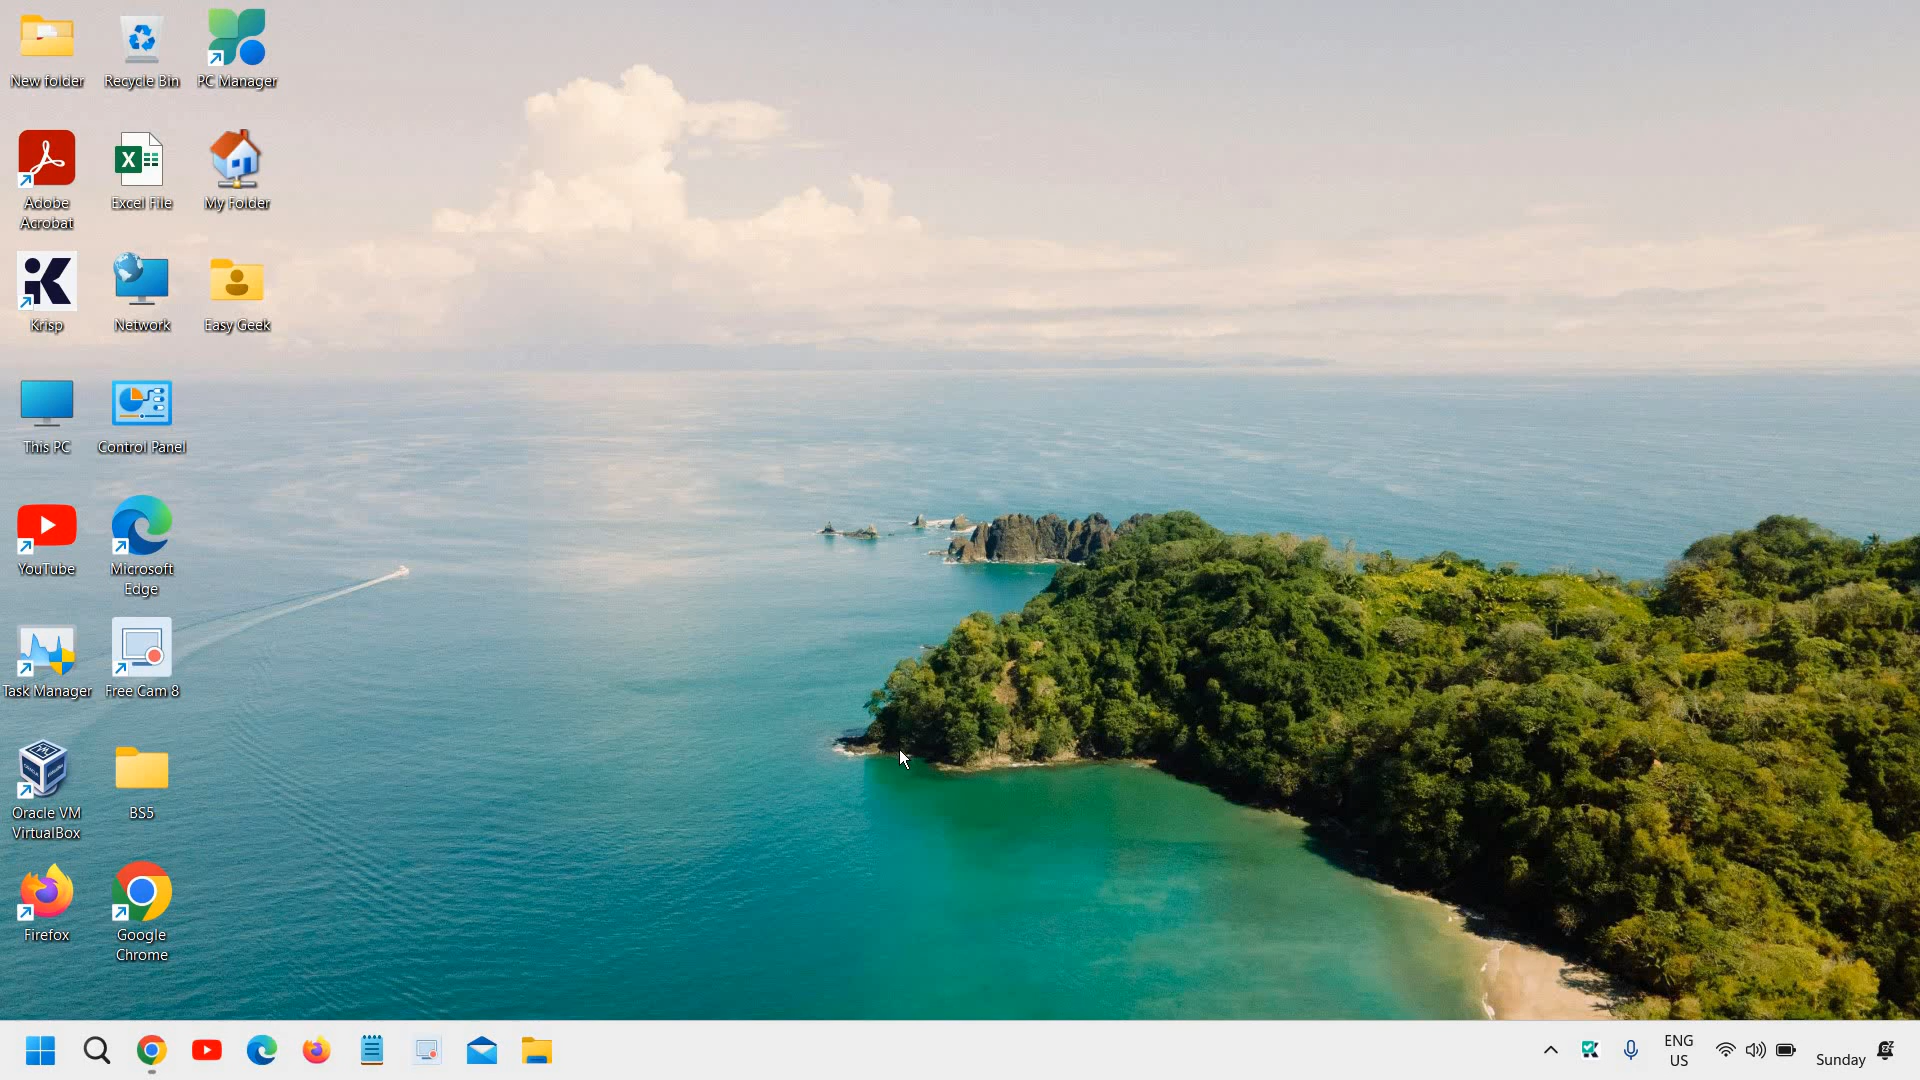 New folder
Recycle Bin
PC Manager
Adobe
Acrobat
Excel File
My Folder
Krisp
Network
Easy Geek
This PC
Control Panel
YouTube
Microsoft
Edge
Task Manager
Free Cam 8
Oracle VM
VirtualBox
BS5
Firefox
Google
Chrome
ENG
US
Sunday